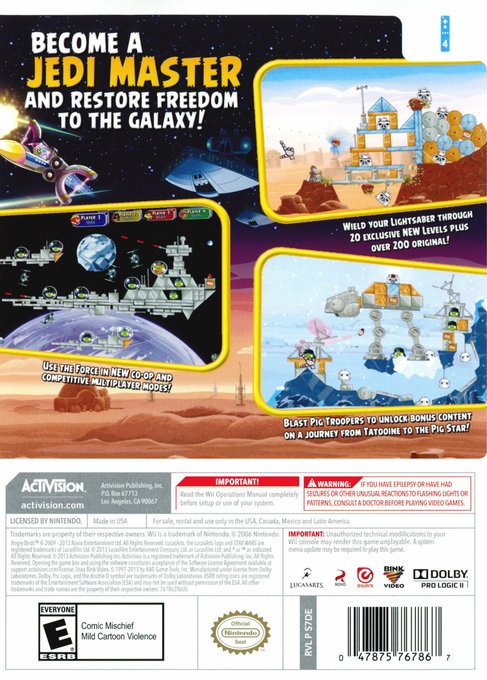 BECOME A
JEDI MASTER
AND RESTORE FREEDOM
TO THE GALAXY!
4
WIELD YOUR LIGHTSABER THROUGH
20 EXCLUSIVE NEW LEVELS PLUS
OVER 200 ORIGINAL!
PLAYER 1
PLAYER 3
PLAYER 4
USE THE FORCE IN NEW CO-OP AND
COMPETITIVE MULTIPLAYER MODES!
BLAST PIG TROOPERS TO UNLOCK BONUS CONTENT
ON A JOURNEY FROM TATOOINE TO THE PIG STAR!
ACTIVISION
activision.com
Activision Publishing, Inc.
P.O. Box 67713
Los Angeles, CA 90067
IMPORTANT!
Read the Wii Operations Manual completely
before setup or use of your system.
WARNING: IF YOU HAVE EPILEPSY OR HAVE HAD
SEIZURES OR OTHER UNUSUAL REACTIONS TO FLASHING LIGHTS OR
PATTERNS, CONSULT A DOCTOR BEFORE PLAYING VIDEO GAMES.
LICENSED BY NINTENDO. Made in USA For sale, rental and use only in the USA, Canada, Mexico and Latin America.
Trademarks are property of their respective owners. Wii is a trademark of Nintendo. © 2006 Nintendo.
IMPORTANT: Unauthorized technical modifications to your
Wii console may render this game unplayable. A system
menu update may be required to play this game.
LUCASARTS
ROVIO
exient
BINK
VIDEO
DOLBY
PRO LOGIC II
EVERYONE
E
ESRB
Comic Mischief
Mild Cartoon Violence
Official
Nintendo
Seal
RVL P S7DE
0 47875 76786 7